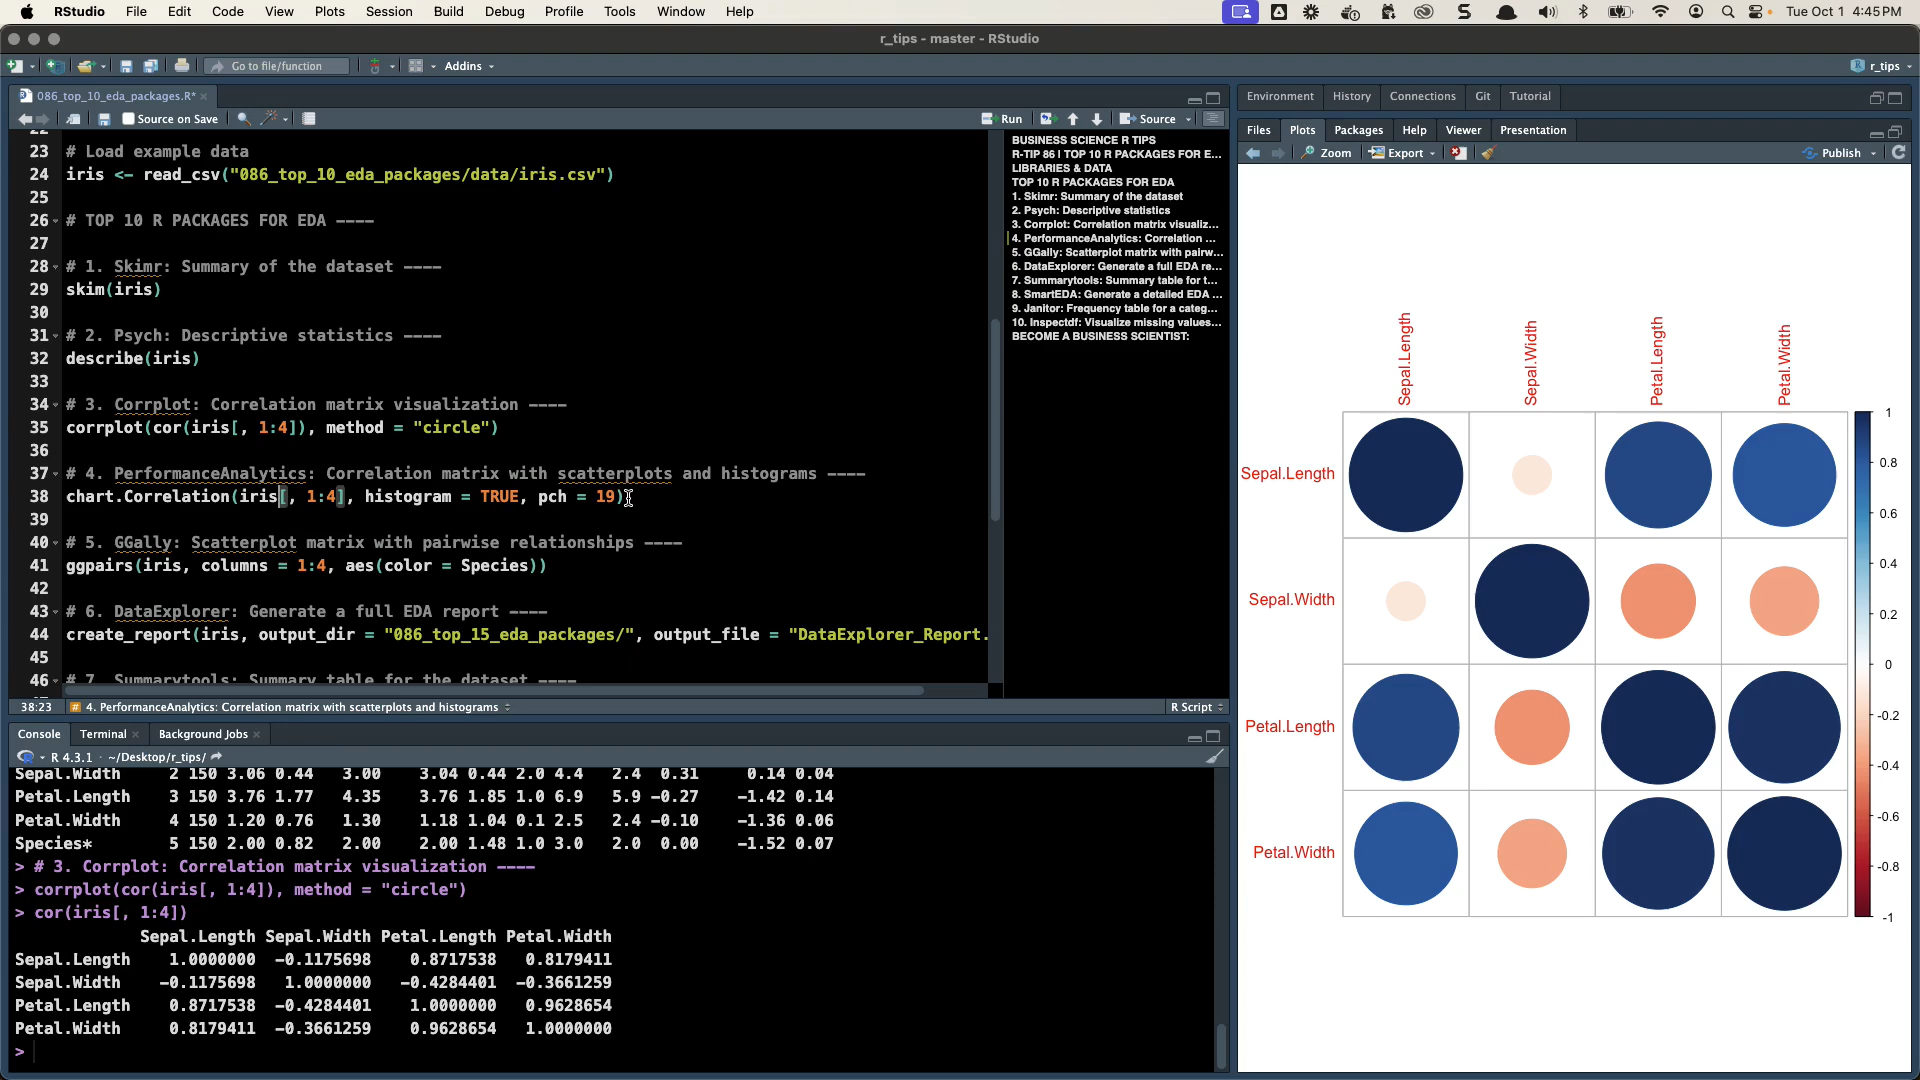 RStudio File Edit Code View Plots Session Build Debug Profile Tools Window Help
Tue Oct 1 4:45 PM
r_tips - master - RStudio
Go to file/function
Addins
r_tips
086_top_10_eda_packages.R*
Source on Save
Run
Source
22
23 # Load example data
24 iris <- read_csv("086_top_10_eda_packages/data/iris.csv")
25
26 # TOP 10 R PACKAGES FOR EDA ----
27
28 # 1. Skimr: Summary of the dataset ----
29 skim(iris)
30
31 # 2. Psych: Descriptive statistics ----
32 describe(iris)
33
34 # 3. Corrplot: Correlation matrix visualization ----
35 corrplot(cor(iris[, 1:4]), method = "circle")
36
37 # 4. PerformanceAnalytics: Correlation matrix with scatterplots and histograms ----
38 chart.Correlation(iris[, 1:4], histogram = TRUE, pch = 19)
39
40 # 5. GGally: Scatterplot matrix with pairwise relationships ----
41 ggpairs(iris, columns = 1:4, aes(color = Species))
42
43 # 6. DataExplorer: Generate a full EDA report ----
44 create_report(iris, output_dir = "086_top_15_eda_packages/", output_file = "DataExplorer_Report.
45
46 # 7. Summarytools: Summary table for the dataset ----
BUSINESS SCIENCE R TIPS
R-TIP 86 | TOP 10 R PACKAGES FOR E...
LIBRARIES & DATA
TOP 10 R PACKAGES FOR EDA
1. Skimr: Summary of the dataset
2. Psych: Descriptive statistics
3. Corrplot: Correlation matrix visualiz...
4. PerformanceAnalytics: Correlation ...
5. GGally: Scatterplot matrix with pairw...
6. DataExplorer: Generate a full EDA re...
7. Summarytools: Summary table for t...
8. SmartEDA: Generate a detailed EDA ...
9. Janitor: Frequency table for a categ...
10. Inspectdf: Visualize missing values...
BECOME A BUSINESS SCIENTIST:
38:23 # 4. PerformanceAnalytics: Correlation matrix with scatterplots and histograms
R Script
Console Terminal Background Jobs
R 4.3.1 · ~/Desktop/r_tips/
Sepal.Width 2 150 3.06 0.44 3.00 3.04 0.44 2.0 4.4 2.4 0.31 0.14 0.04
Petal.Length 3 150 3.76 1.77 4.35 3.76 1.85 1.0 6.9 5.9 -0.27 -1.42 0.14
Petal.Width 4 150 1.20 0.76 1.30 1.18 1.04 0.1 2.5 2.4 -0.10 -1.36 0.06
Species* 5 150 2.00 0.82 2.00 2.00 1.48 1.0 3.0 2.0 0.00 -1.52 0.07
> # 3. Corrplot: Correlation matrix visualization ----
> corrplot(cor(iris[, 1:4]), method = "circle")
> cor(iris[, 1:4])
Sepal.Length Sepal.Width Petal.Length Petal.Width
Sepal.Length 1.0000000 -0.1175698 0.8717538 0.8179411
Sepal.Width -0.1175698 1.0000000 -0.4284401 -0.3661259
Petal.Length 0.8717538 -0.4284401 1.0000000 0.9628654
Petal.Width 0.8179411 -0.3661259 0.9628654 1.0000000
>
Environment History Connections Git Tutorial
Files Plots Packages Help Viewer Presentation
Zoom Export Publish
Sepal.Length
Sepal.Width
Petal.Length
Petal.Width
Sepal.Length
Sepal.Width
Petal.Length
Petal.Width
1
0.8
0.6
0.4
0.2
0
-0.2
-0.4
-0.6
-0.8
-1